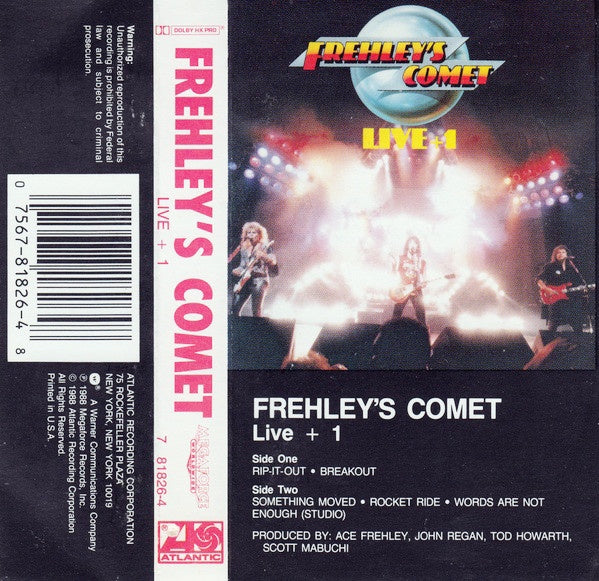 Warning:
Unauthorized reproduction of this
recording is prohibited by Federal
law and subject to criminal
prosecution.
0 7567-81826-4 8
ATLANTIC RECORDING CORPORATION
75 ROCKEFELLER PLAZA
NEW YORK, NEW YORK 10019
A Warner Communications Company
℗ 1988 Megaforce Records, Inc.
© 1988 Atlantic Recording Corporation
All Rights Reserved.
Printed in U.S.A.
DOLBY HX PRO
FREHLEY'S COMET
LIVE + 1
MEGAFORCE
WORLDWIDE
7 81826-4
ATLANTIC
FREHLEY'S
COMET
LIVE +1
FREHLEY'S COMET
Live + 1
Side One
RIP-IT-OUT • BREAKOUT
Side Two
SOMETHING MOVED • ROCKET RIDE • WORDS ARE NOT
ENOUGH (STUDIO)
PRODUCED BY: ACE FREHLEY, JOHN REGAN, TOD HOWARTH,
SCOTT MABUCHI